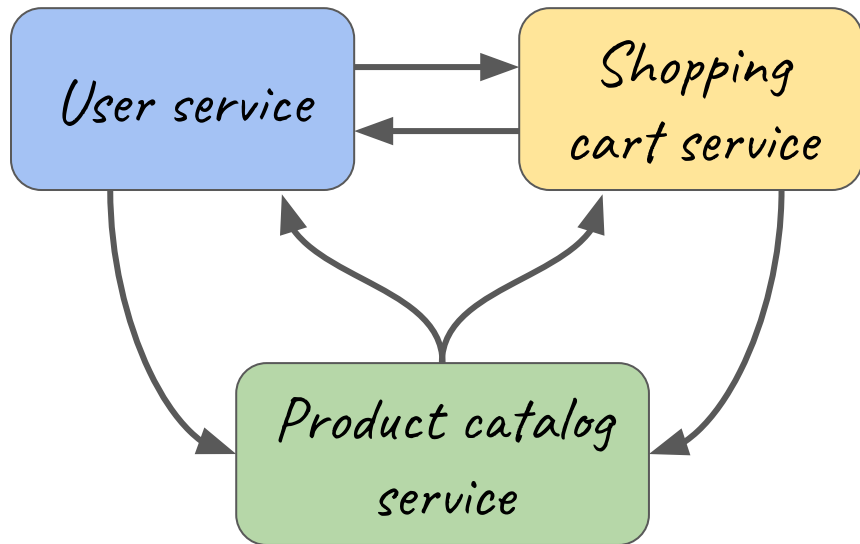 User service
Shopping
cart service
Product catalog
service